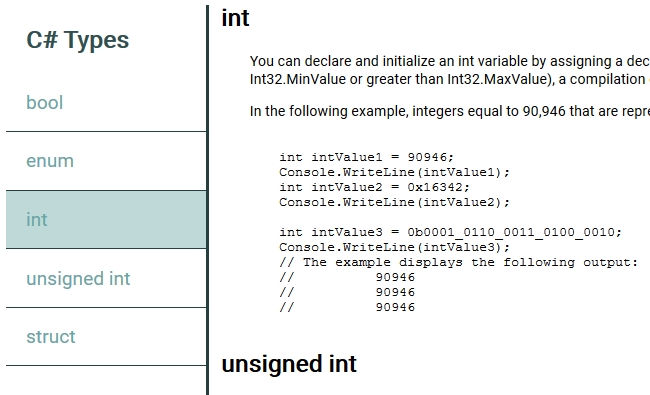 C# Types
bool
enum
int
unsigned int
struct
int
You can declare and initialize an int variable by assigning a dec
Int32.MinValue or greater than Int32.MaxValue), a compilation
In the following example, integers equal to 90,946 that are repre
int intValue1 = 90946;
Console.WriteLine(intValue1);
int intValue2 = 0x16342;
Console.WriteLine(intValue2);
int intValue3 = 0b0001_0110_0011_0100_0010;
Console.WriteLine(intValue3);
// The example displays the following output:
//          90946
//          90946
//          90946
unsigned int